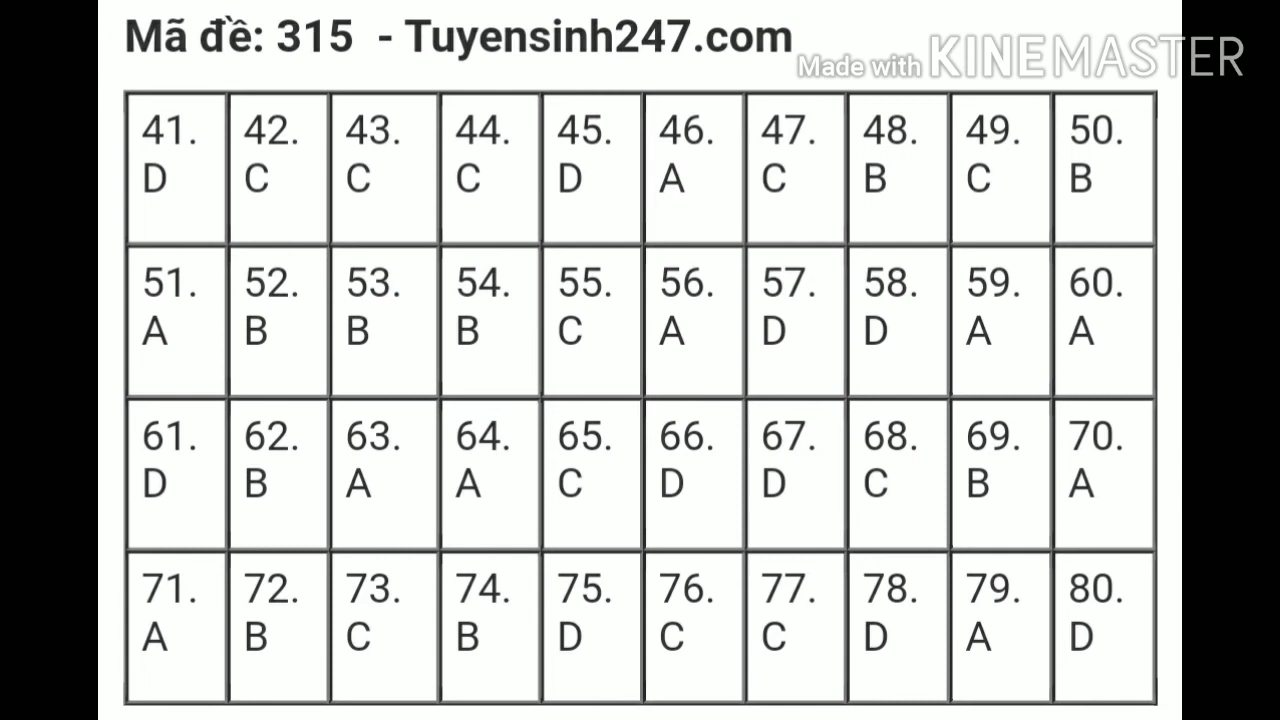 Mã đề: 315 - Tuyensinh247.com
Made with KINEMASTER
41. 42. 43. 44. 45. 46. 47. 48. 49. 50.
D C C C D A C B C B
51. 52. 53. 54. 55. 56. 57. 58. 59. 60.
A B B B C A D D A A
61. 62. 63. 64. 65. 66. 67. 68. 69. 70.
D B A A C D D C B A
71. 72. 73. 74. 75. 76. 77. 78. 79. 80.
A B C B D C C D A D